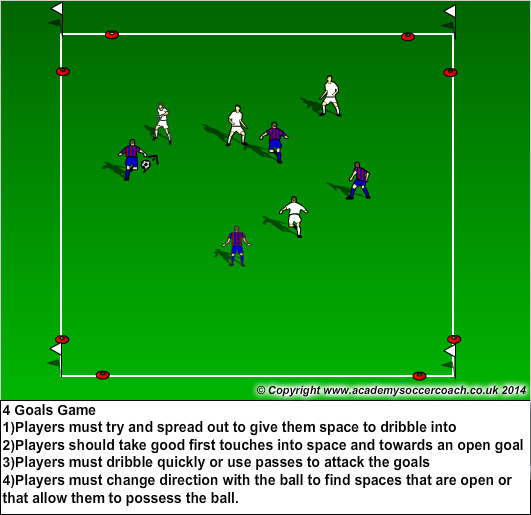 © Copyright www.academysoccercoach.co.uk 2014
4 Goals Game
1)Players must try and spread out to give them space to dribble into
2)Players should take good first touches into space and towards an open goal
3)Players must dribble quickly or use passes to attack the goals
4)Players must change direction with the ball to find spaces that are open or
that allow them to possess the ball.